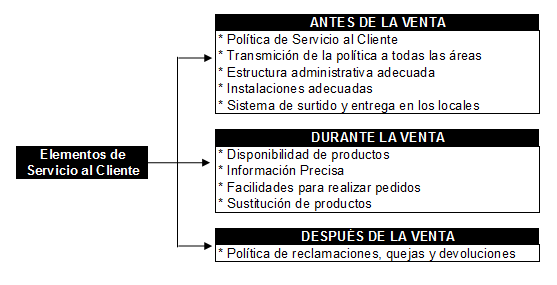 ANTES DE LA VENTA
* Política de Servicio al Cliente
* Transmición de la política a todas las áreas
* Estructura administrativa adecuada
* Instalaciones adecuadas
* Sistema de surtido y entrega en los locales
Elementos de
Servicio al Cliente
DURANTE LA VENTA
* Disponibilidad de productos
* Información Precisa
* Facilidades para realizar pedidos
* Sustitución de productos
DESPUÉS DE LA VENTA
* Política de reclamaciones, quejas y devoluciones